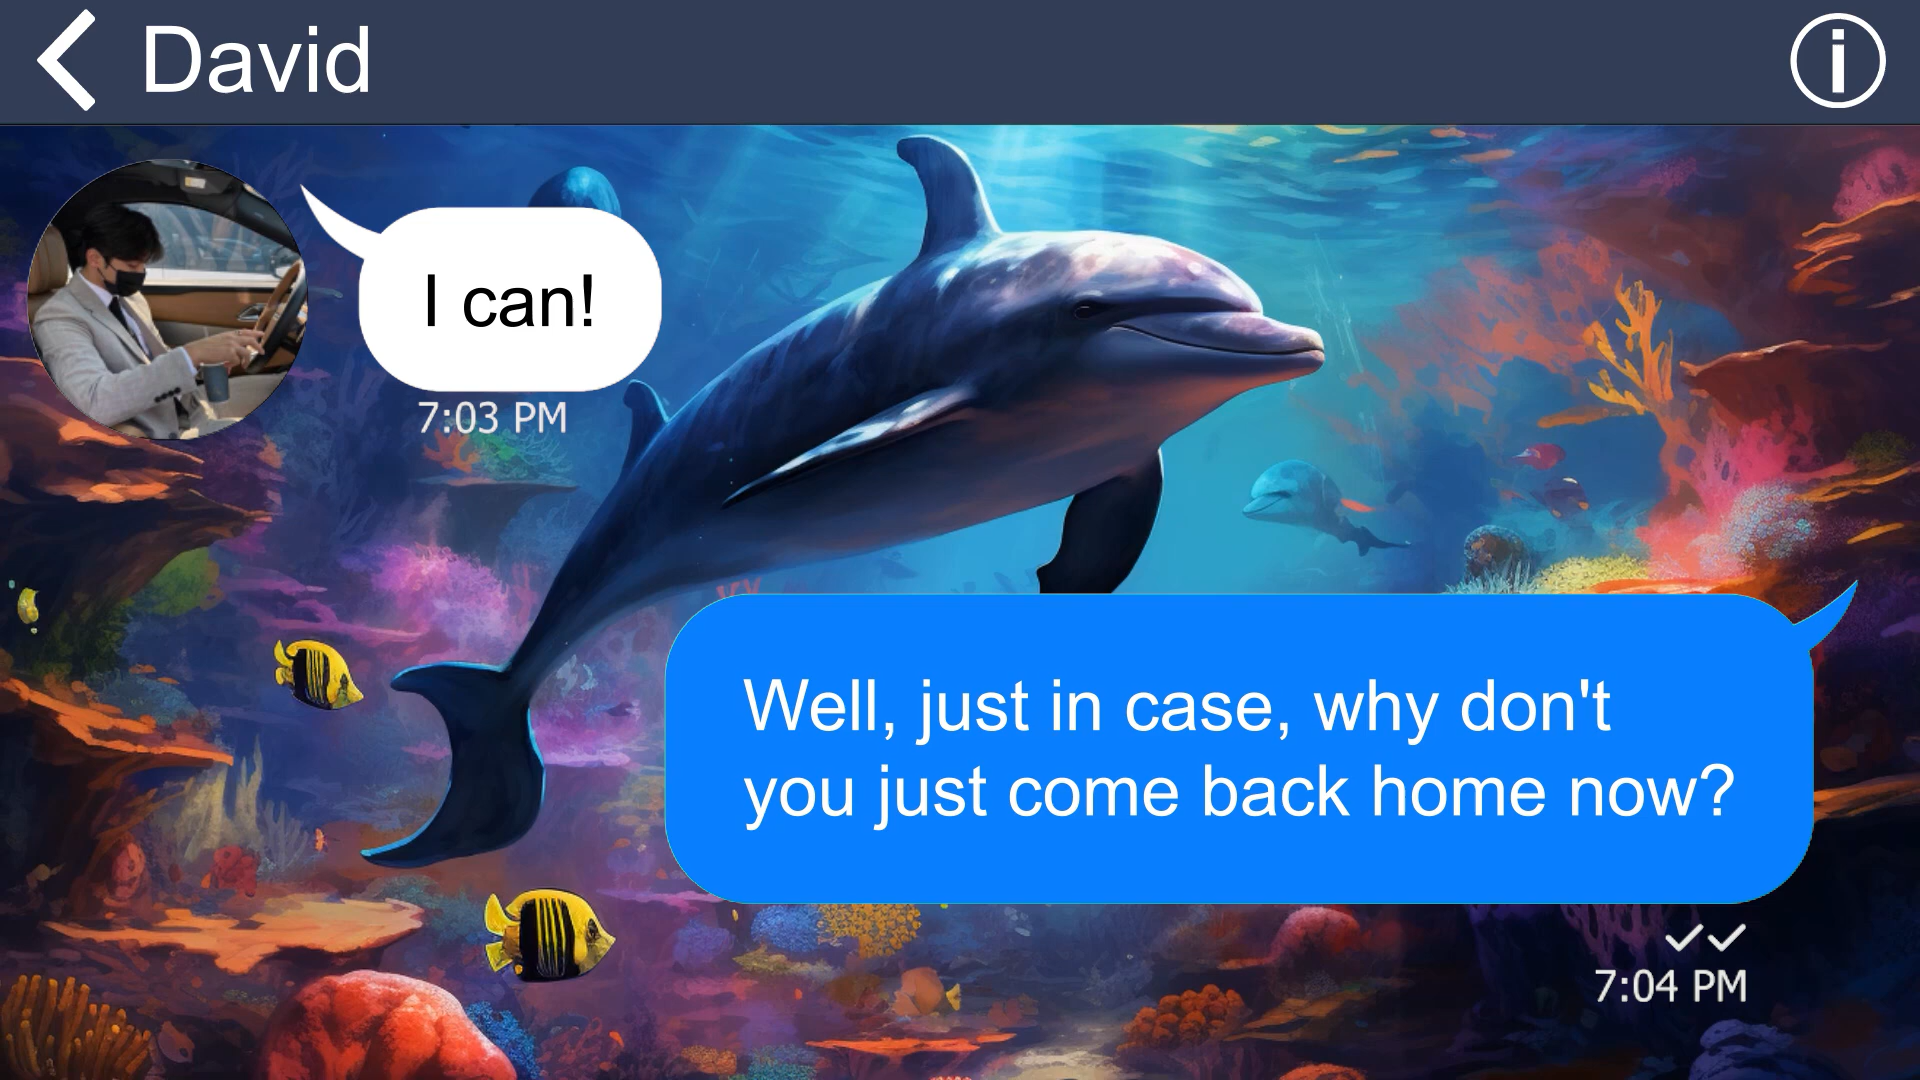 David
I can!
7:03 PM
Well, just in case, why don't
you just come back home now?
7:04 PM